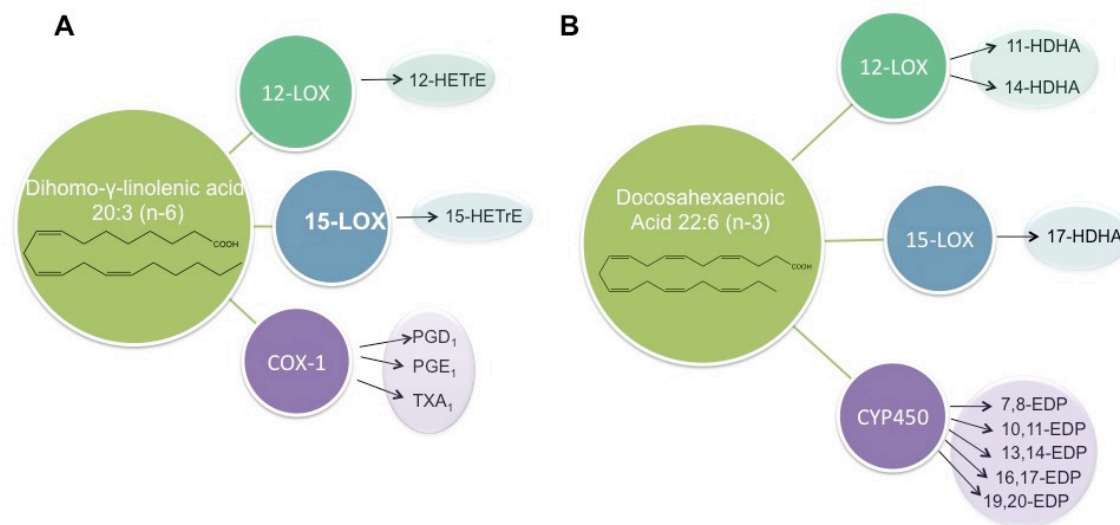 A
12-LOX
12-HETrE
Dihomo-γ-linolenic acid
20:3 (n-6)
COOH
15-LOX
15-HETrE
COX-1
PGD₁
PGE₁
TXA₁
B
12-LOX
11-HDHA
14-HDHA
Docosahexaenoic
Acid 22:6 (n-3)
COOH
15-LOX
17-HDHA
CYP450
7,8-EDP
10,11-EDP
13,14-EDP
16,17-EDP
19,20-EDP